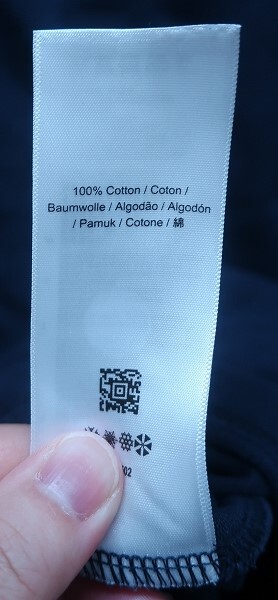 100% Cotton / Coton /
Baumwolle / Algodão / Algodón
/ Pamuk / Cotone / 綿